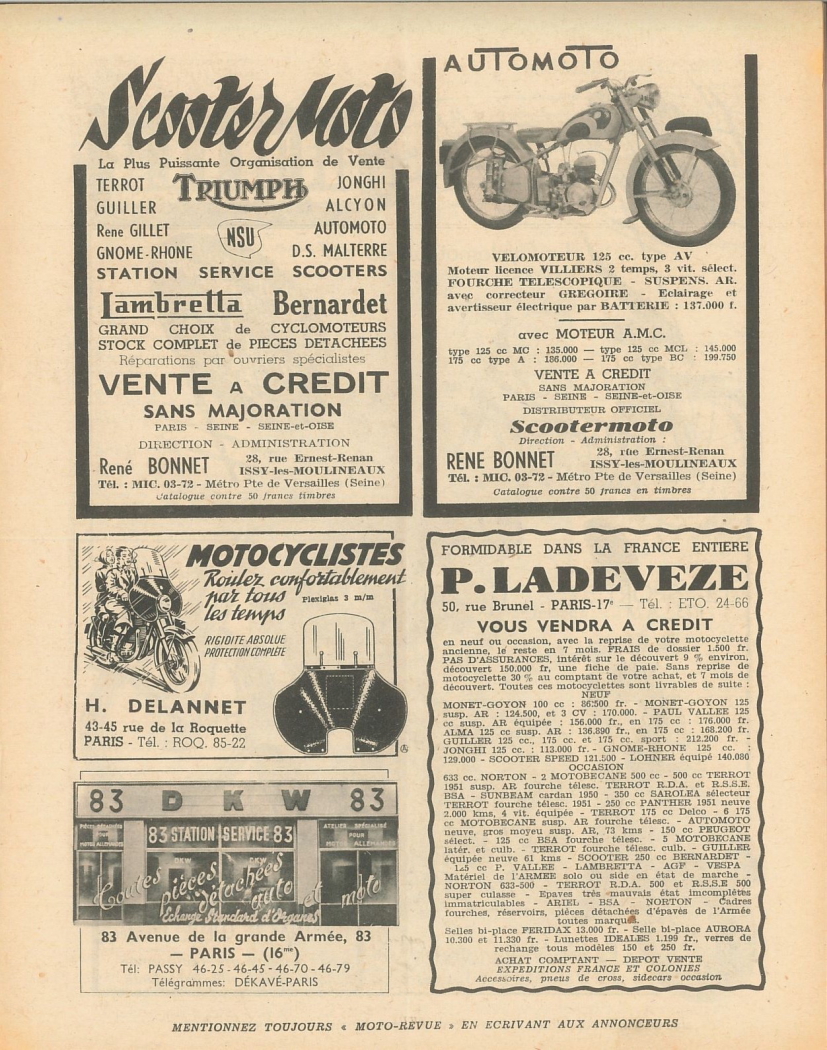 Scooter Moto
La Plus Puissante Organisation de Vente
TERROT TRIUMPH JONGHI
GUILLER ALCYON
Rene GILLET NSU AUTOMOTO
GNOME-RHONE D.S. MALTERRE
STATION SERVICE SCOOTERS
Lambretta Bernardet
GRAND CHOIX de CYCLOMOTEURS
STOCK COMPLET de PIECES DETACHEES
Réparations par ouvriers spécialistes
VENTE A CREDIT
SANS MAJORATION
PARIS - SEINE - SEINE-et-OISE
DIRECTION - ADMINISTRATION
René BONNET 28, rue Ernest-Renan
ISSY-les-MOULINEAUX
Tél. : MIC. 03-72 - Métro Pte de Versailles (Seine)
Catalogue contre 50 francs timbres
AUTOMOTO
VELOMOTEUR 125 cc. type AV
Moteur licence VILLIERS 2 temps, 3 vit. sélect.
FOURCHE TELESCOPIQUE - SUSPENS. AR.
avec correcteur GREGOIRE - Eclairage et
avertisseur électrique par BATTERIE : 137.000 f.
avec MOTEUR A.M.C.
type 125 cc MC : 135.000 — type 125 cc MCL : 145.000
175 cc type A : 186.000 — 175 cc type BC : 199.750
VENTE A CREDIT
SANS MAJORATION
PARIS - SEINE - SEINE-et-OISE
DISTRIBUTEUR OFFICIEL
Scootermoto
Direction - Administration :
RENE BONNET 28, rue Ernest-Renan
ISSY-les-MOULINEAUX
Tél. : MIC. 03-72 - Métro Pte de Versailles (Seine)
Catalogue contre 50 francs en timbres
MOTOCYCLISTES
Roulez confortablement
par tous
les temps
Plexiglas 3 m/m
RIGIDITE ABSOLUE
PROTECTION COMPLÈTE
H. DELANNET
43-45 rue de la Roquette
PARIS - Tél. : ROQ. 85-22
83 DKW 83
PIÈCES DÉTACHÉES
POUR
MOTOS ALLEMANDES
83 STATION SERVICE 83
ATELIER SPÉCIALISÉ
POUR
MOTOS ALLEMANDES
DKW DKW
Toutes pièces détachées auto et moto
Echange Standard d'Organes
83 Avenue de la grande Armée, 83
— PARIS — (16me)
Tél: PASSY 46-25 - 46-45 - 46-70 - 46-79
Télégrammes: DÉKAVÉ-PARIS
FORMIDABLE DANS LA FRANCE ENTIERE
P. LADEVEZE
50, rue Brunel - PARIS-17e — Tél. : ETO. 24-66
VOUS VENDRA A CREDIT
en neuf ou occasion, avec la reprise de votre motocyclette
ancienne, le reste en 7 mois. FRAIS de dossier 1.500 fr.
PAS D'ASSURANCES, intérêt sur le découvert 9 % environ,
découvert 150.000 fr, une fiche de paie. Sans reprise de
motocyclette 30 % au comptant de votre achat, et 7 mois de
découvert. Toutes ces motocyclettes sont livrables de suite :
NEUF
MONET-GOYON 100 cc : 86.500 fr. - MONET-GOYON 125
susp. AR : 124.500, et 3 CV : 170.000. - PAUL VALLEE 125
cc susp. AR équipée : 156.000 fr., en 175 cc : 176.000 fr.
ALMA 125 cc susp. AR : 136.890 fr., en 175 cc : 168.200 fr.
GUILLER 125 cc., 175 cc. et 175 cc. sport : 212.200 fr. -
JONGHI 125 cc. : 113.000 fr. - GNOME-RHONE 125 cc. :
129.000 - SCOOTER SPEED 121.500 - LOHNER équipé 140.080
OCCASION
633 cc. NORTON - 2 MOTOBECANE 500 cc - 500 cc TERROT
1951 susp. AR fourche télesc. TERROT R.D.A. et R.S.S.E.
BSA - SUNBEAM cardan 1950 - 350 cc SAROLEA sélecteur
TERROT fourche télesc. 1951 - 250 cc PANTHER 1951 neuve
2.000 kms, 4 vit. équipée - TERROT 175 cc Delco - 6 175
cc MOTOBECANE susp. AR fourche télesc. - AUTOMOTO
neuve, gros moyeu susp. AR, 73 kms - 150 cc PEUGEOT
sélect. - 125 cc BSA fourche télesc. - 5 MOTOBECANE
latér. et culb. - TERROT fourche télesc. culb. - GUILLER
équipée neuve 61 kms - SCOOTER 250 cc BERNARDET -
125 cc P. VALLEE - LAMBRETTA - AGF - VESPA
Matériel de l'ARMEE solo ou side en état de marche -
NORTON 633-500 - TERROT R.D.A. 500 et R.S.S.E 500
super culasse - Epaves très mauvais état incomplètes
immatriculables - ARIEL - BSA - NORTON - Cadres
fourches, réservoirs, pièces détachées d'épaves de l'Armée
toutes marques.
Selles bi-place FERIDAX 13.000 fr. - Selle bi-place AURORA
10.300 et 11.330 fr. - Lunettes IDEALES 1.199 fr., verres de
rechange tous modèles 150 et 250 fr.
ACHAT COMPTANT — DEPOT VENTE
EXPEDITIONS FRANCE ET COLONIES
Accessoires, pneus de cross, sidecars occasion
MENTIONNEZ TOUJOURS « MOTO-REVUE » EN ECRIVANT AUX ANNONCEURS